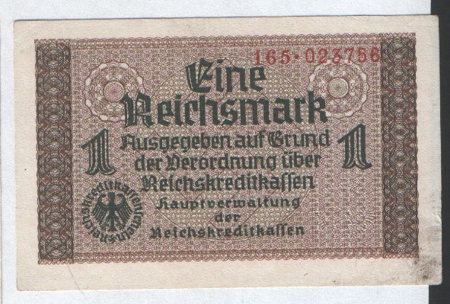 165·023756
Eine
Reichsmark
1 1
Ausgegeben auf Grund
der Verordnung über
Reichskreditkassen
Hauptverwaltung
der
Reichskreditkassen